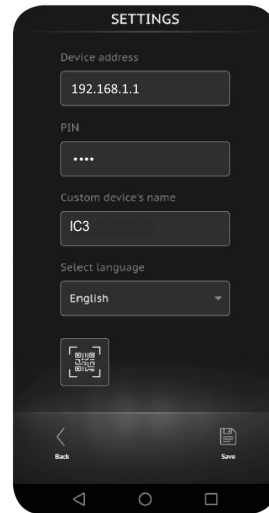 SETTINGS
Device address
192.168.1.1
PIN
••••
Custom device's name
IC3
Select language
English
Back
Save